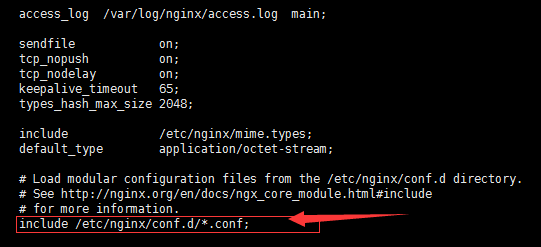 access_log  /var/log/nginx/access.log  main;
sendfile            on;
tcp_nopush          on;
tcp_nodelay         on;
keepalive_timeout   65;
types_hash_max_size 2048;
include             /etc/nginx/mime.types;
default_type        application/octet-stream;
# Load modular configuration files from the /etc/nginx/conf.d directory.
# See http://nginx.org/en/docs/ngx_core_module.html#include
# for more information.
include /etc/nginx/conf.d/*.conf;